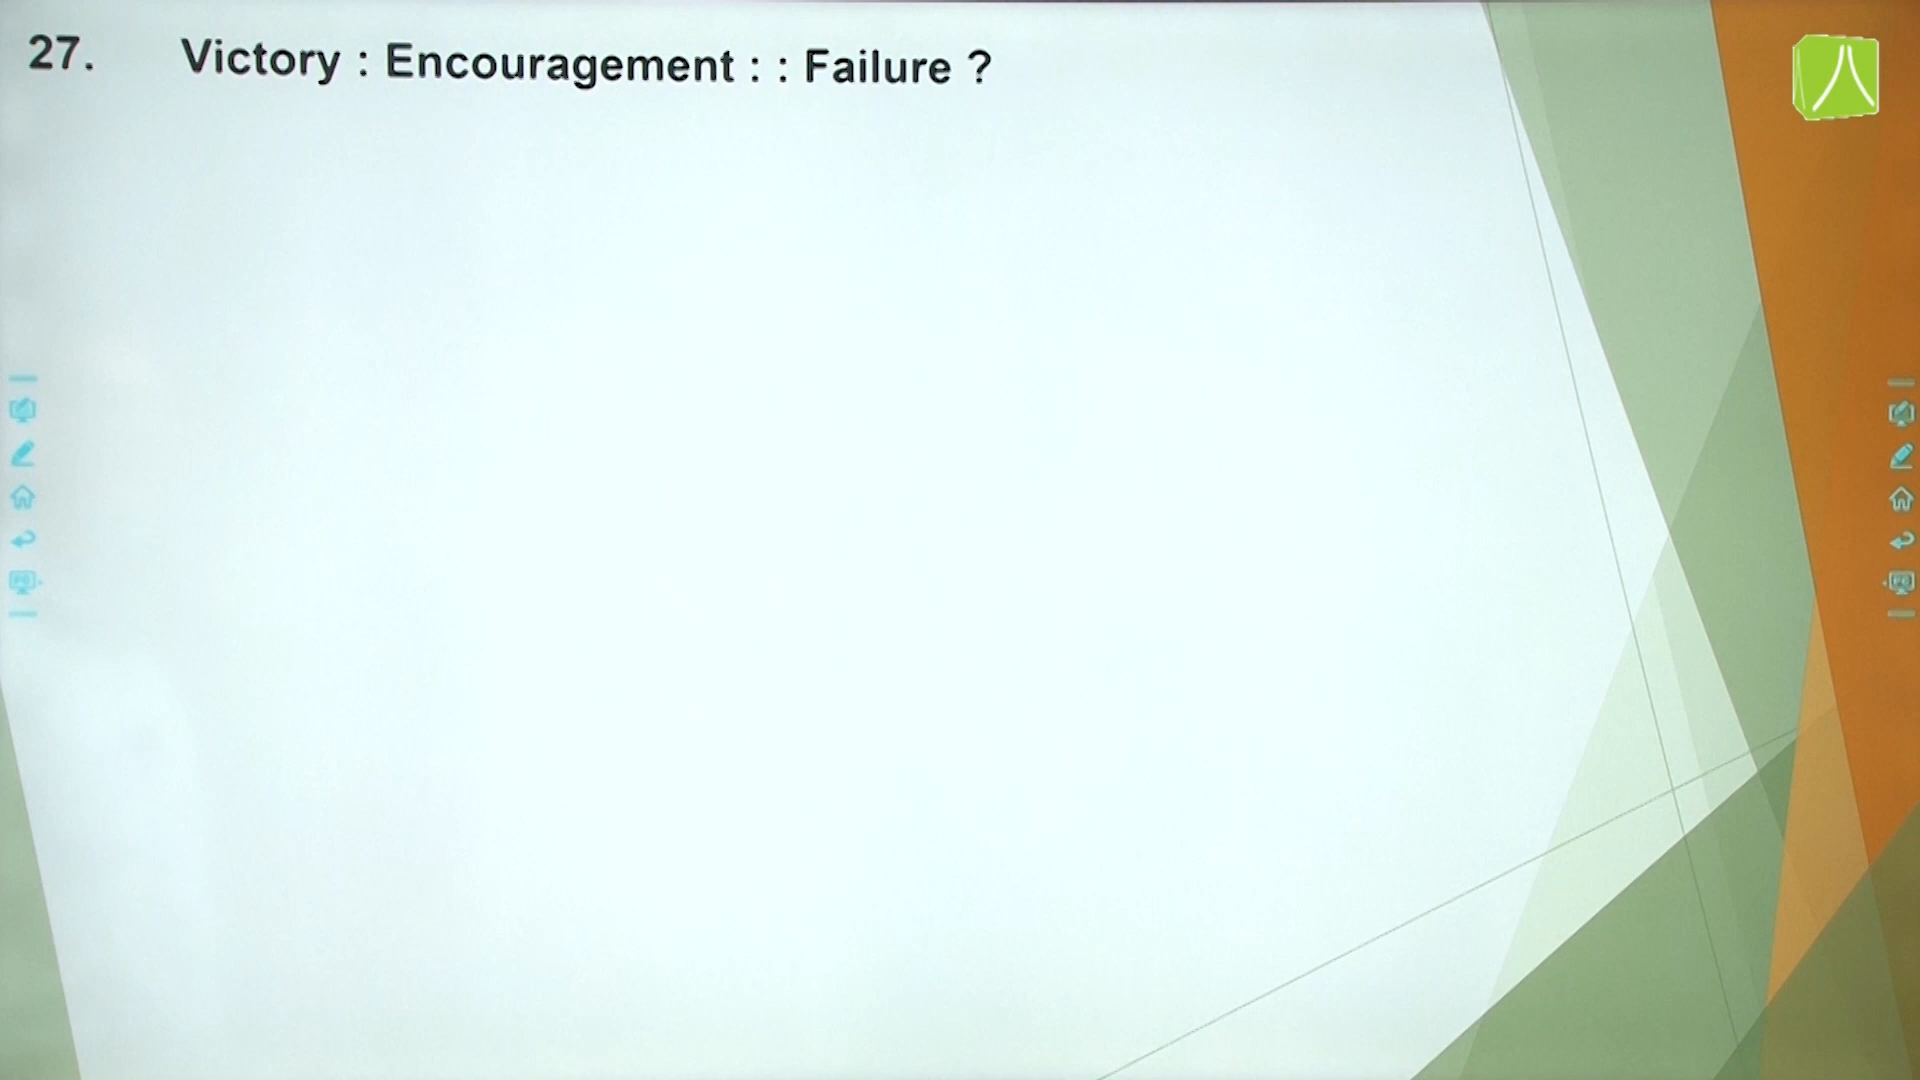 27. Victory : Encouragement : : Failure ?